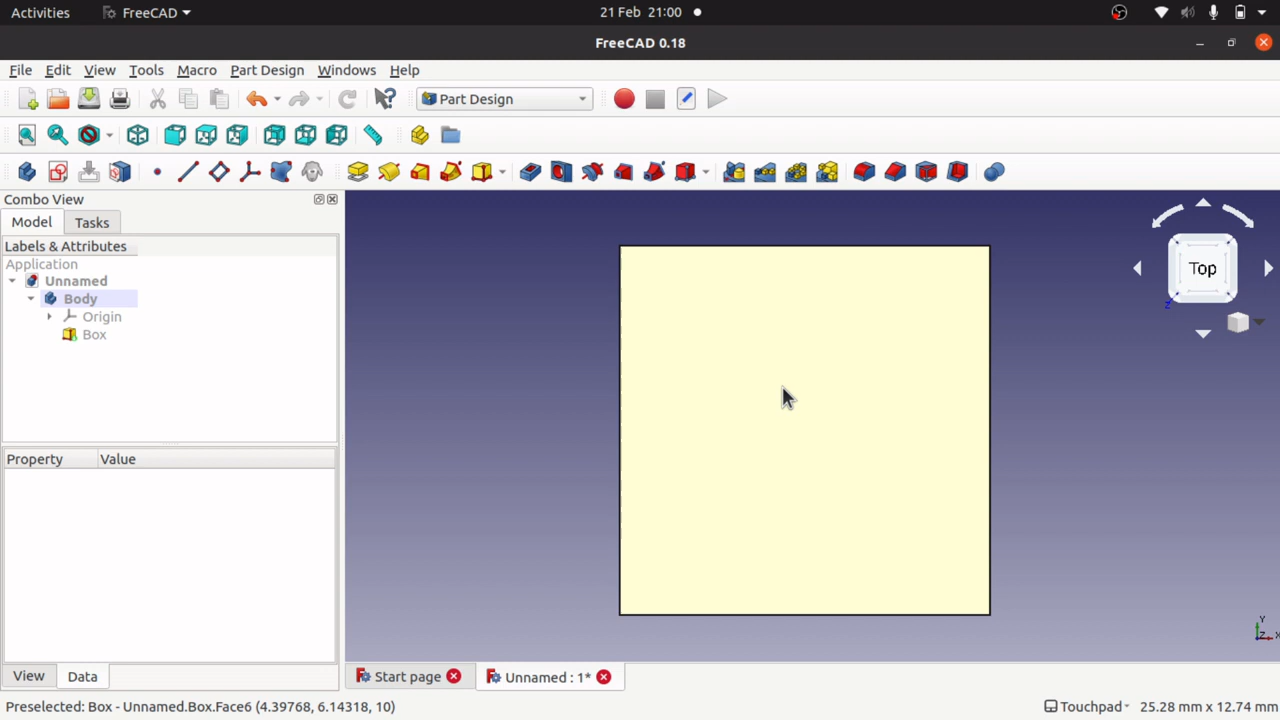 Activities FreeCAD 21 Feb 21:00
FreeCAD 0.18
File Edit View Tools Macro Part Design Windows Help
Part Design
Combo View
Model Tasks
Labels & Attributes
Application
Unnamed
Body
Origin
Box
Top
Property Value
Y
Z X
View Data
Start page Unnamed : 1*
Preselected: Box - Unnamed.Box.Face6 (4.39768, 6.14318, 10) Touchpad 25.28 mm x 12.74 mm